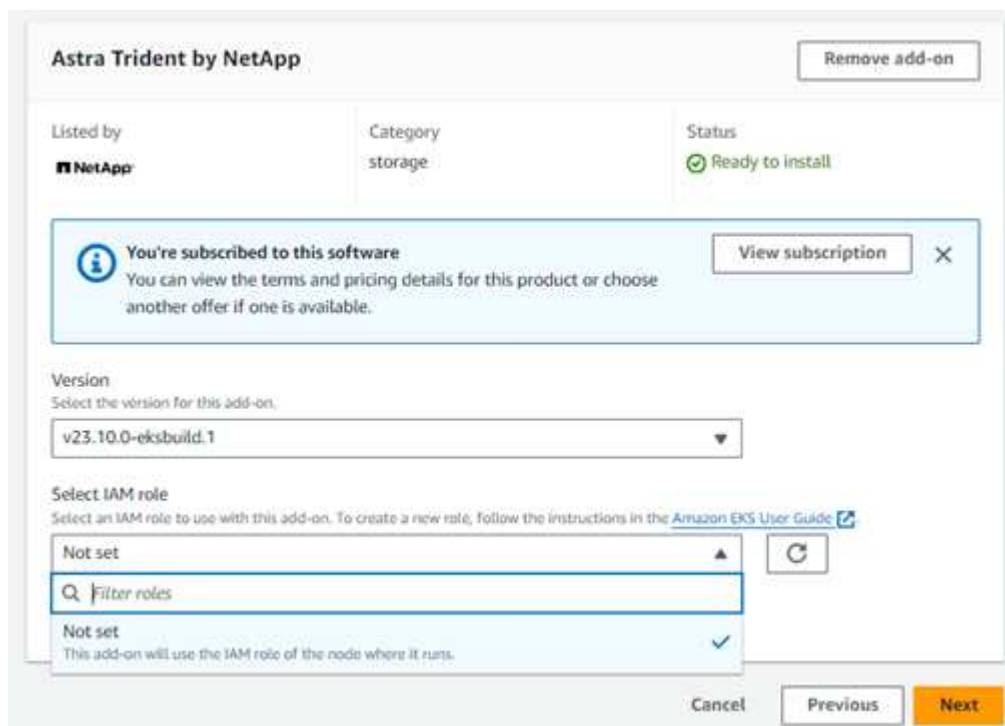 Astra Trident by NetApp
Remove add-on
Listed by
Category
Status
NetApp
storage
Ready to install
You're subscribed to this software
View subscription
You can view the terms and pricing details for this product or choose
another offer if one is available.
Version
Select the version for this add-on.
v23.10.0-eksbuild.1
Select IAM role
Select an IAM role to use with this add-on. To create a new role, follow the instructions in the Amazon EKS User Guide.
Not set
Filter roles
Not set
This add-on will use the IAM role of the node where it runs.
Cancel
Previous
Next